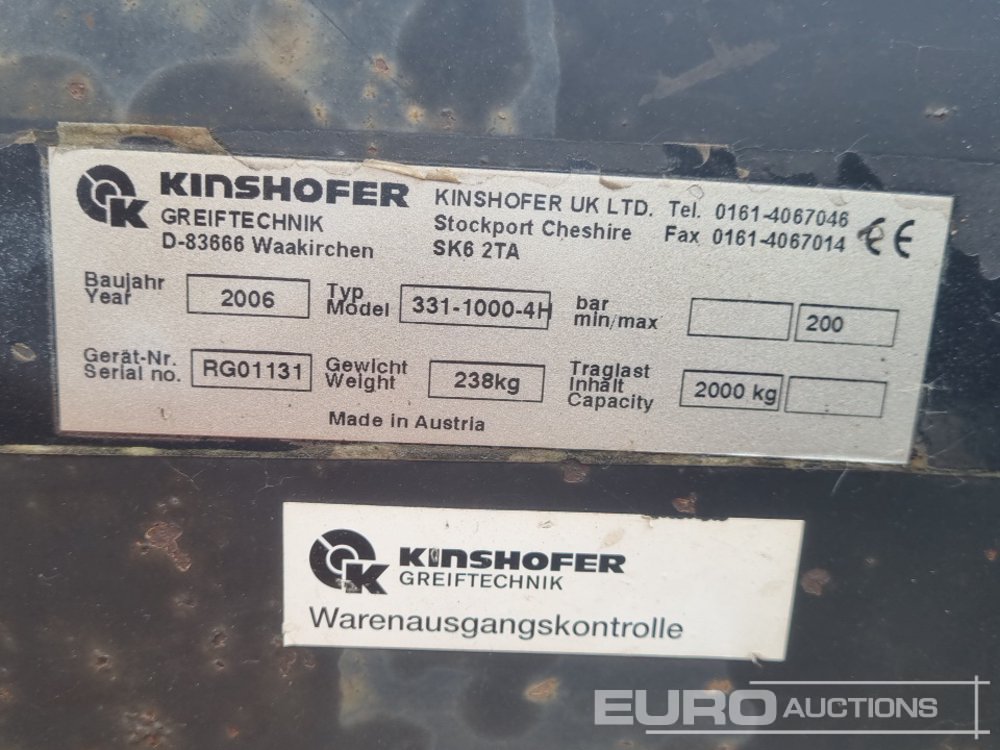 KINSHOFER
GREIFTECHNIK
D-83666 Waakirchen
KINSHOFER UK LTD. Tel. 0161-4067046
Stockport Cheshire Fax 0161-4067014
SK6 2TA
CE
Baujahr
Year
2006
Typ
Model
331-1000-4H
bar
min/max
200
Gerät-Nr.
Serial no.
RG01131
Gewicht
Weight
238kg
Traglast
Inhalt
Capacity
2000 kg
Made in Austria
KINSHOFER
GREIFTECHNIK
Warenausgangskontrolle
EURO AUCTIONS